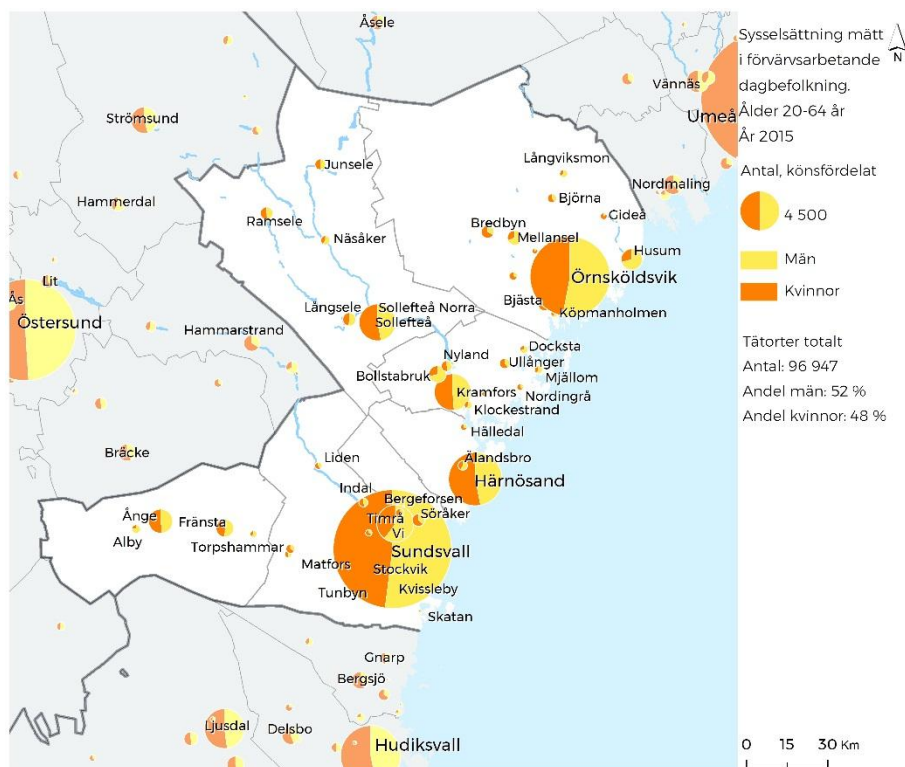 Åsele
Sysselsättning mätt
i förvärvsarbetande
dagbefolkning.
Ålder 20-64 år
År 2015
N
Vännäs
Umeå
Strömsund
Junsele
Långviksmon
Antal, könsfördelat
Nordmaling
Hammerdal
Björna
4 500
Ramsele
Gideå
Bredbyn
Näsåker
Mellansel
Husum
Män
Örnsköldsvik
Lit
Kvinnor
Ås
Östersund
Långsele
Sollefteå Norra
Sollefteå
Bjästa
Köpmanholmen
Hammarstrand
Tätorter totalt
Docksta
Nyland
Ullånger
Antal: 96 947
Bollstabruk
Mjällom
Andel män: 52 %
Kramfors
Nordingrå
Klockestrand
Andel kvinnor: 48 %
Hålledal
Bräcke
Liden
Älandsbro
Härnösand
Indal
Bergeforsen
Ånge
Fränsta
Timrå
Söråker
Vi
Alby
Torpshammar
Sundsvall
Matfors
Stockvik
Tunbyn
Kvissleby
Skatan
Gnarp
Bergsjö
Ljusdal
Delsbo
Hudiksvall
0 15 30 Km